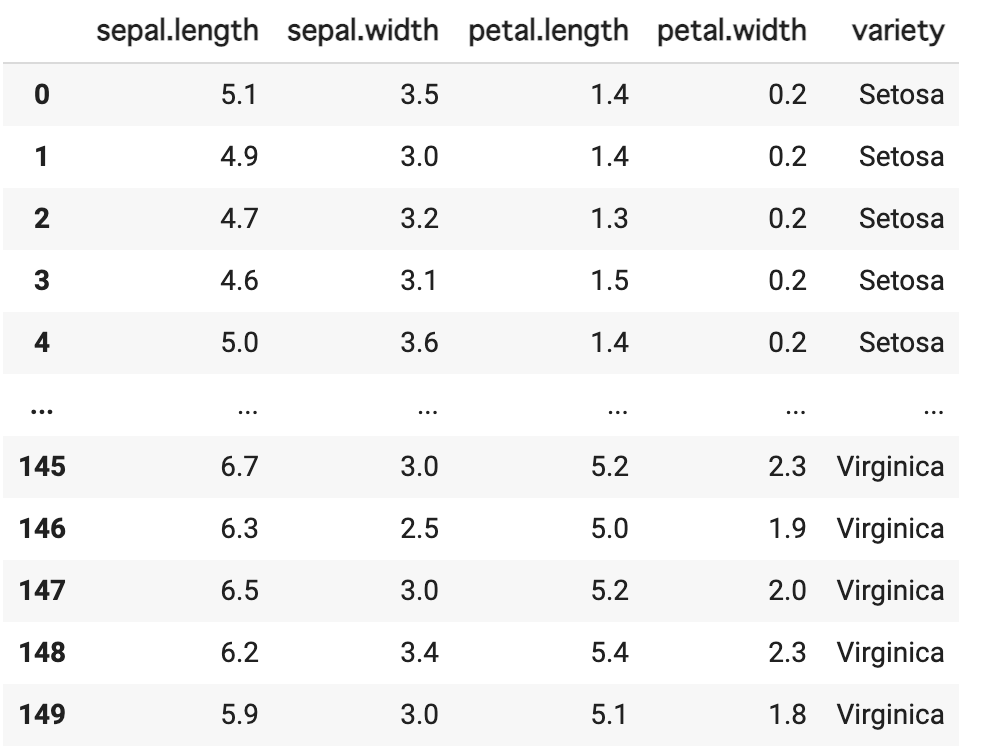 sepal.length sepal.width petal.length petal.width variety
0 5.1 3.5 1.4 0.2 Setosa
1 4.9 3.0 1.4 0.2 Setosa
2 4.7 3.2 1.3 0.2 Setosa
3 4.6 3.1 1.5 0.2 Setosa
4 5.0 3.6 1.4 0.2 Setosa
... ... ... ... ... ...
145 6.7 3.0 5.2 2.3 Virginica
146 6.3 2.5 5.0 1.9 Virginica
147 6.5 3.0 5.2 2.0 Virginica
148 6.2 3.4 5.4 2.3 Virginica
149 5.9 3.0 5.1 1.8 Virginica